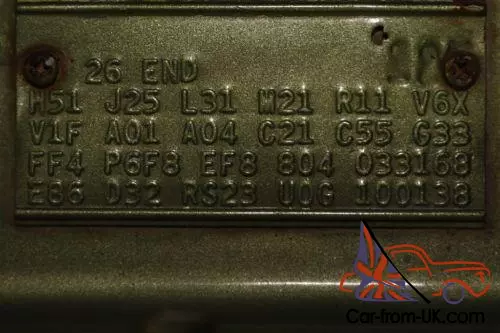 26 END
H51 J25 L31 M21 R11 V6X
V1F A01 A04 C21 C55 G33
FF4 P6F8 EF8 804 033168
E86 D32 RS23 U0G 100138
Car-from-UK.com